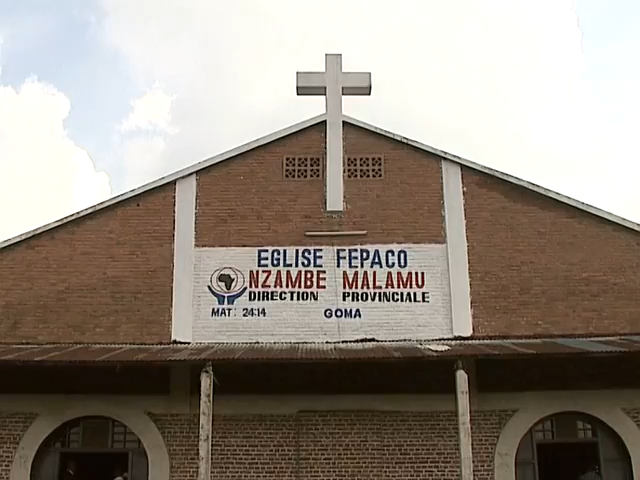 EGLISE FEPACO
NZAMBE MALAMU
DIRECTION PROVINCIALE
MAT: 24:14 GOMA